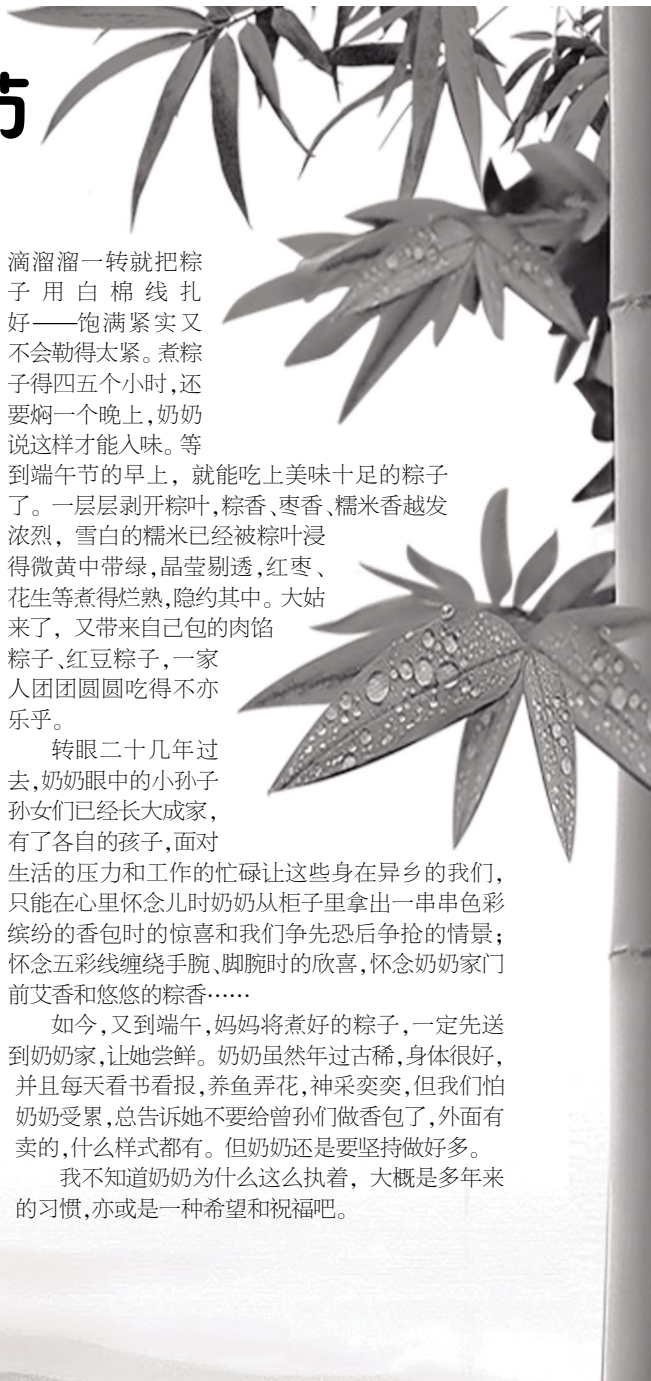 节
滴溜溜一转就把粽
子用白棉线扎
好——饱满紧实又
不会勒得太紧。煮粽
子得四五个小时,还
要焖一个晚上,奶奶
说这样才能入味。等
到端午节的早上，就能吃上美味十足的粽子
了。一层层剥开粽叶,粽香、枣香、糯米香越发
浓烈，雪白的糯米已经被粽叶浸
得微黄中带绿,晶莹剔透,红枣、
花生等煮得烂熟,隐约其中。大姑
来了，又带来自己包的肉馅
粽子、红豆粽子,一家
人团团圆圆吃得不亦
乐乎。
转眼二十几年过
去,奶奶眼中的小孙子
孙女们已经长大成家,
有了各自的孩子,面对
生活的压力和工作的忙碌让这些身在异乡的我们,
只能在心里怀念儿时奶奶从柜子里拿出一串串色彩
缤纷的香包时的惊喜和我们争先恐后争抢的情景;
怀念五彩线缠绕手腕、脚腕时的欣喜,怀念奶奶家门
前艾香和悠悠的粽香……
如今,又到端午,妈妈将煮好的粽子,一定先送
到奶奶家,让她尝鲜。奶奶虽然年过古稀,身体很好,
并且每天看书看报,养鱼弄花,神采奕奕,但我们怕
奶奶受累,总告诉她不要给曾孙们做香包了,外面有
卖的,什么样式都有。但奶奶还是要坚持做好多。
我不知道奶奶为什么这么执着，大概是多年来
的习惯,亦或是一种希望和祝福吧。